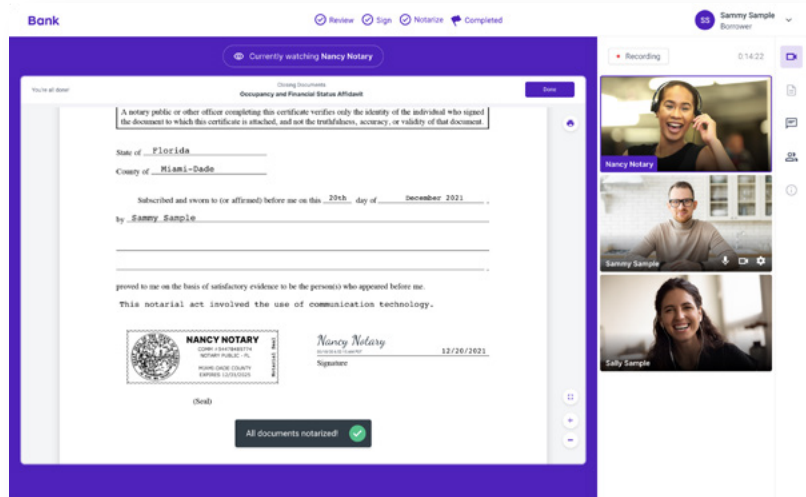 Bank
Review Sign Notarize Completed
SS
Sammy Sample
Borrower
Currently watching Nancy Notary
Recording
0:14:22
You're all done!
Closing Documents
Occupancy and Financial Status Affidavit
Done
A notary public or other officer completing this certificate verifies only the identity of the individual who signed
the document to which this certificate is attached, and not the truthfulness, accuracy, or validity of that document.
State of Florida
County of Miami-Dade
Subscribed and sworn to (or affirmed) before me on this 20th day of December 2021 ,
by Sammy Sample
proved to me on the basis of satisfactory evidence to be the person(s) who appeared before me.
This notarial act involved the use of communication technology.
NANCY NOTARY
NOTARY PUBLIC - FL
MIAMI-DADE COUNTY
EXPIRES 12/31/2025
Notarial Seal
Nancy Notary
12/20/2021
Signature
(Seal)
All documents notarized!
Nancy Notary
Sammy Sample
Sally Sample